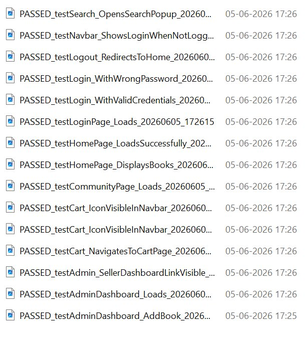 PASSED_testSearch_OpensSearchPopup_20260... 05-06-2026 17:26
PASSED_testNavbar_ShowsLoginWhenNotLogg... 05-06-2026 17:26
PASSED_testLogout_RedirectsToHome_2026060... 05-06-2026 17:26
PASSED_testLogin_WithWrongPassword_20260... 05-06-2026 17:26
PASSED_testLogin_WithValidCredentials_20260... 05-06-2026 17:26
PASSED_testLoginPage_Loads_20260605_172615 05-06-2026 17:26
PASSED_testHomePage_LoadsSuccessfully_202... 05-06-2026 17:26
PASSED_testHomePage_DisplaysBooks_202606... 05-06-2026 17:26
PASSED_testCommunityPage_Loads_20260605_... 05-06-2026 17:26
PASSED_testCart_IconVisibleInNavbar_2026060... 05-06-2026 17:26
PASSED_testCart_IconVisibleInNavbar_2026060... 05-06-2026 17:26
PASSED_testCart_NavigatesToCartPage_202606... 05-06-2026 17:26
PASSED_testAdmin_SellerDashboardLinkVisible_... 05-06-2026 17:26
PASSED_testAdminDashboard_Loads_2026060... 05-06-2026 17:26
PASSED_testAdminDashboard_AddBook_2026... 05-06-2026 17:25